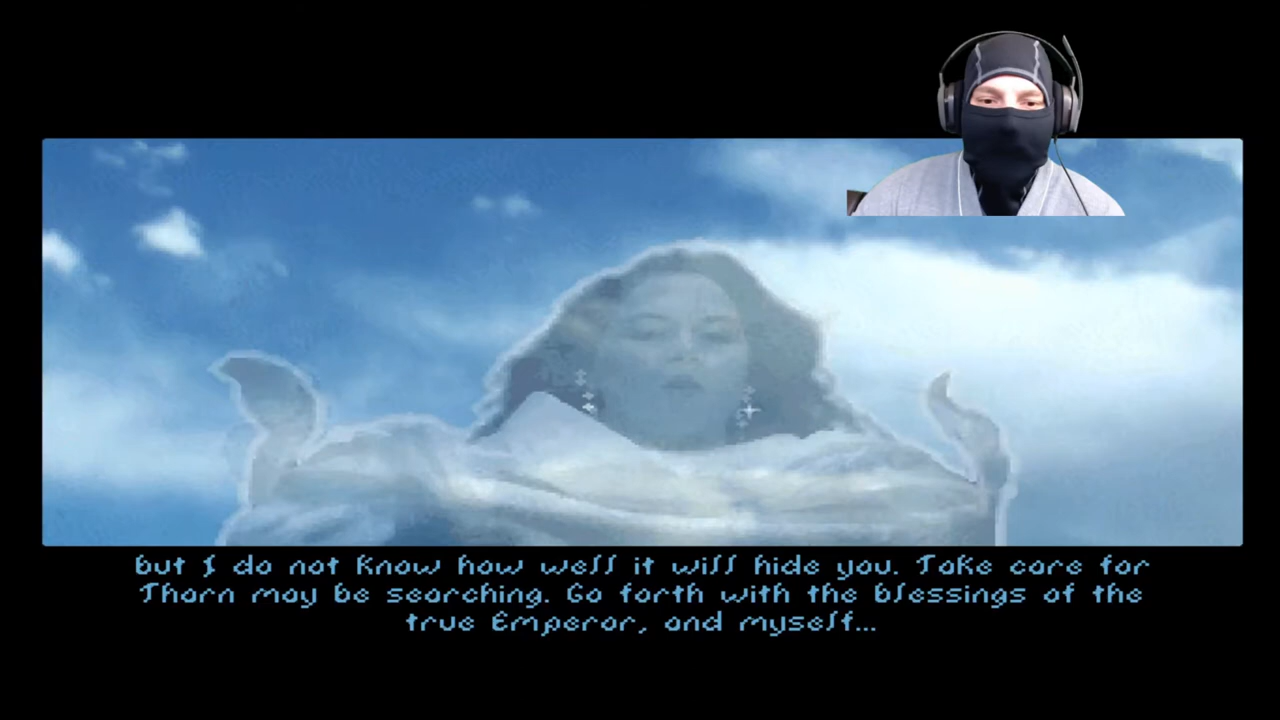 but I do not know how well it will hide you. Take care for
Tharn may be searching. Go forth with the blessings of the
true Emperor, and myself...